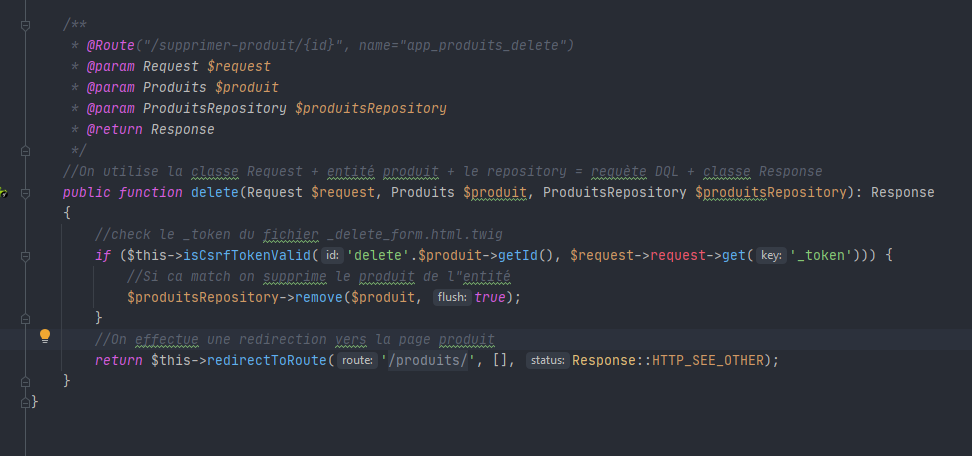 /**
* @Route("/supprimer-produit/{id}", name="app_produits_delete")
* @param Request $request
* @param Produits $produit
* @param ProduitsRepository $produitsRepository
* @return Response
*/
//On utilise la classe Request + entité produit + le repository = requète DQL + classe Response
public function delete(Request $request, Produits $produit, ProduitsRepository $produitsRepository): Response
{
//check le _token du fichier _delete_form.html.twig
if ($this->isCsrfTokenValid( id: 'delete'.$produit->getId(), $request->request->get( key: '_token'))) {
//Si ca match on supprime le produit de l"entité
$produitsRepository->remove($produit, flush: true);
}
//On effectue une redirection vers la page produit
return $this->redirectToRoute( route: '/produits/', [], status: Response::HTTP_SEE_OTHER);
}
}